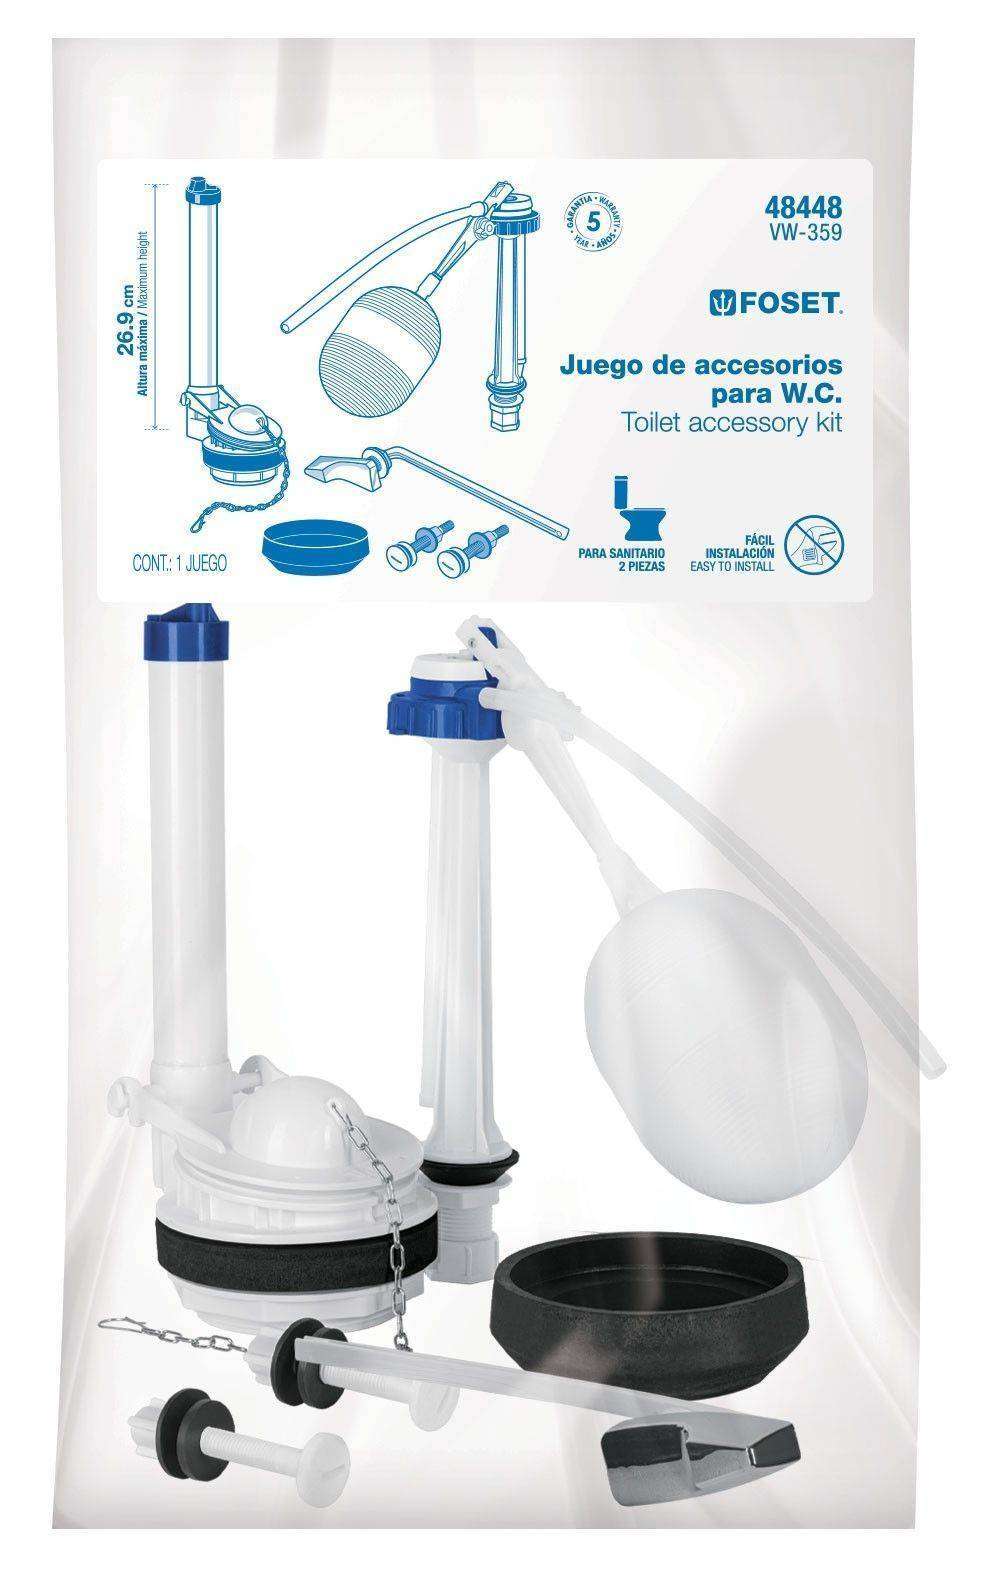 48448
VW-359
GARANTÍA • WARRANTY
5
YEAR • AÑOS
26.9 cm
Altura máxima / Maximum height
FOSET®
Juego de accesorios
para W.C.
Toilet accessory kit
CONT.: 1 JUEGO
PARA SANITARIO
2 PIEZAS
FÁCIL
INSTALACIÓN
EASY TO INSTALL